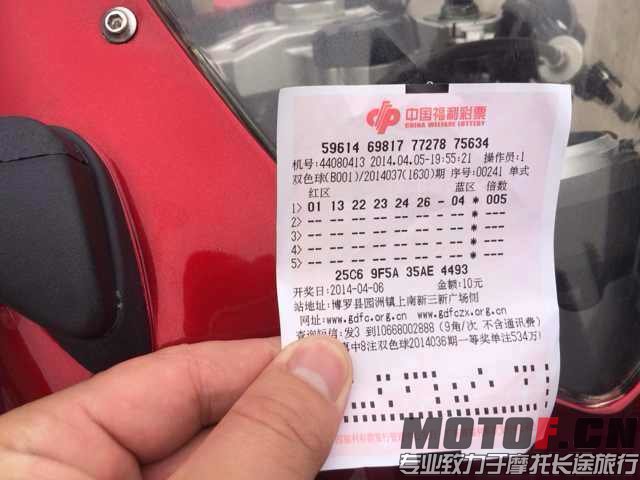 中国福利彩票
CHINA WELFARE LOTTERY
59614 69817 77278 75634
机号:44080413 2014.04.05-19:55:21 操作员:1
双色球(B001)/2014037(1630)期 序号:00241 单式
红区 蓝区 倍数
1> 01 13 22 23 24 26 - 04 * 005
2> -- -- -- -- -- -- - -- * ---
3> -- -- -- -- -- -- - -- * ---
4> -- -- -- -- -- -- - -- * ---
5> -- -- -- -- -- -- - -- * ---
25C6 9F5A 35AE 4493
开奖日:2014-04-06 金额:10元
站地址:博罗县园洲镇上南新三新广场侧
网址:www.gdfc.org.cn www.gdfczx.org.cn
查询短信:发3 到10668002888 (9角/次 不含通讯费)
中8注双色球2014036期一等奖单注534万!
MOTOF.CN
专业致力于摩托长途旅行